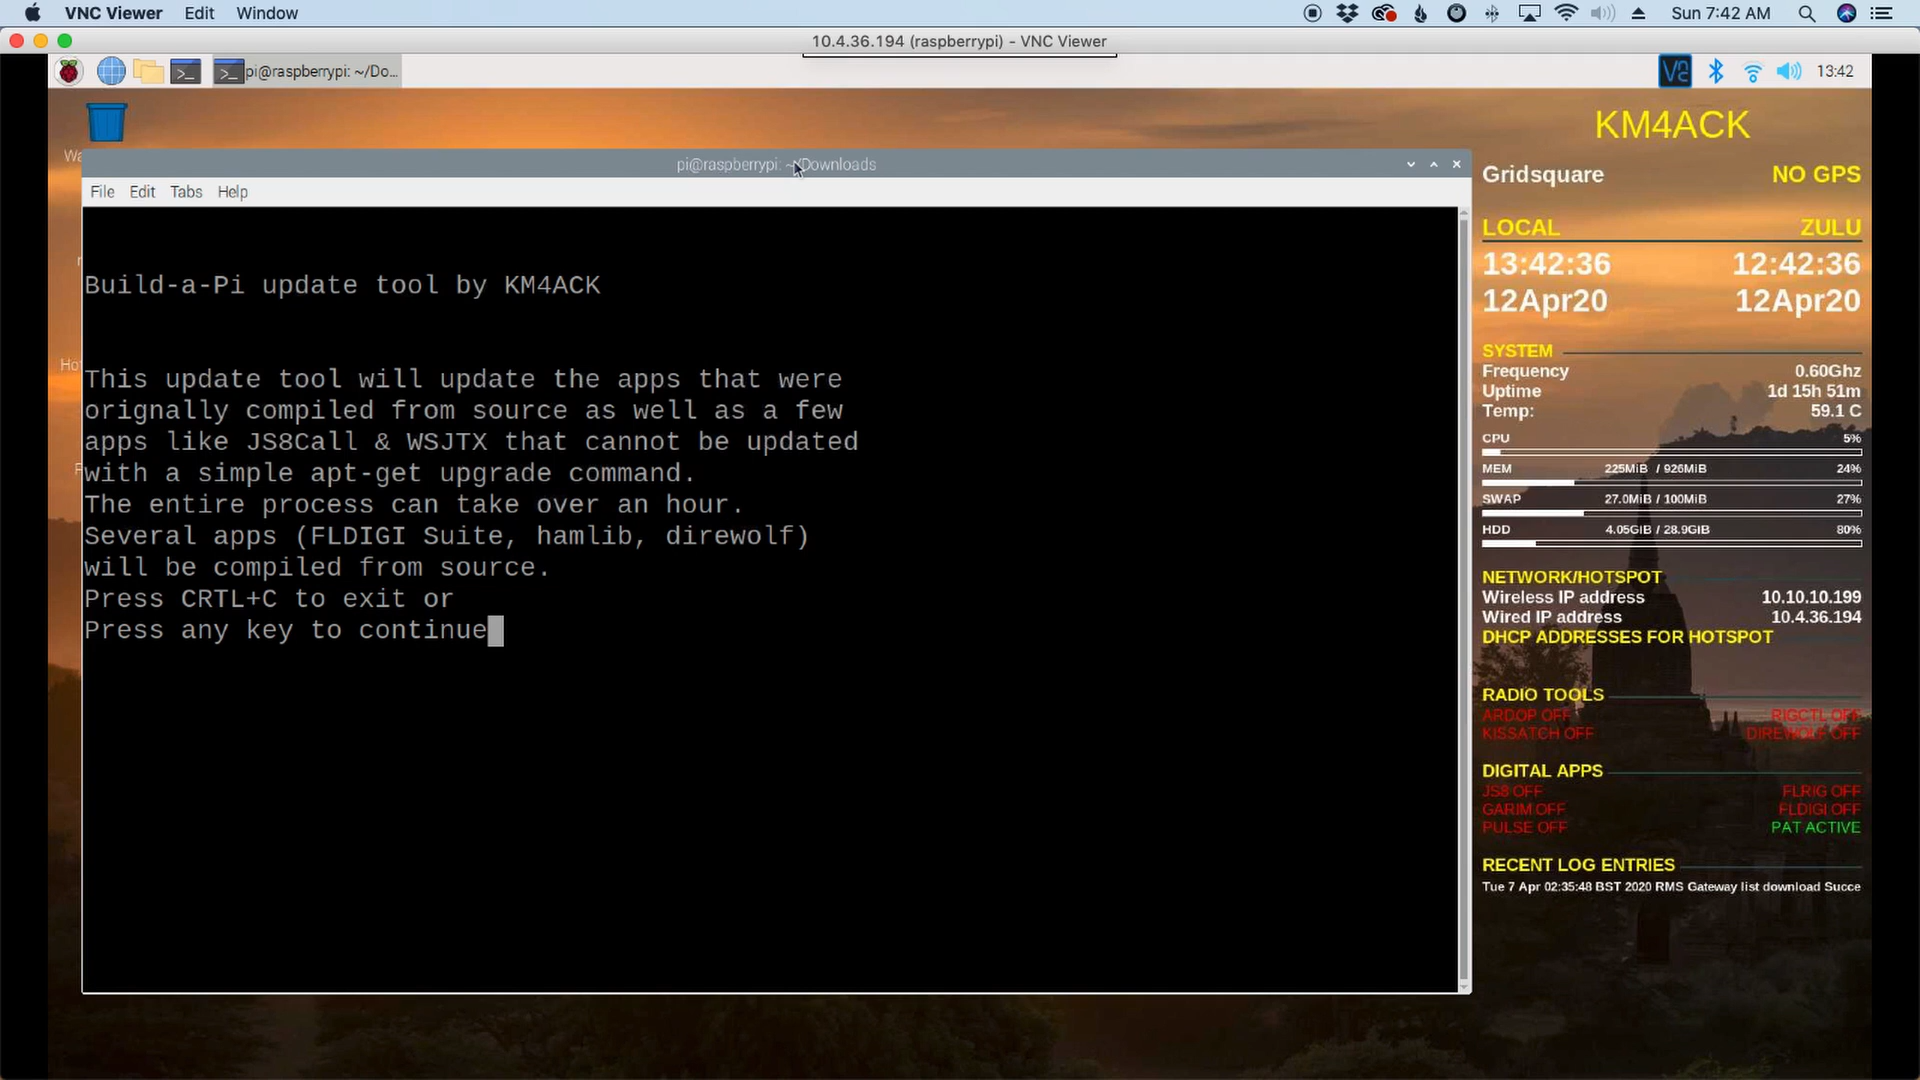 VNC Viewer Edit Window Sun 7:42 AM
10.4.36.194 (raspberrypi) - VNC Viewer
pi@raspberrypi: ~/Do... 13:42
KM4ACK
pi@raspberrypi: ~/Downloads
File Edit Tabs Help
Build-a-Pi update tool by KM4ACK
This update tool will update the apps that were
orignally compiled from source as well as a few
apps like JS8Call & WSJTX that cannot be updated
with a simple apt-get upgrade command.
The entire process can take over an hour.
Several apps (FLDIGI Suite, hamlib, direwolf)
will be compiled from source.
Press CRTL+C to exit or
Press any key to continue
Gridsquare NO GPS
LOCAL ZULU
13:42:36 12:42:36
12Apr20 12Apr20
SYSTEM
Frequency 0.60Ghz
Uptime 1d 15h 51m
Temp: 59.1 C
CPU 5%
MEM 225MiB / 926MiB 24%
SWAP 27.0MiB / 100MiB 27%
HDD 4.05GiB / 28.9GiB 80%
NETWORK/HOTSPOT
Wireless IP address 10.10.10.199
Wired IP address 10.4.36.194
DHCP ADDRESSES FOR HOTSPOT
RADIO TOOLS
ARDOP OFF RIGCTL OFF
KISSATCH OFF DIREWOLF OFF
DIGITAL APPS
JS8 OFF FLRIG OFF
GARIM OFF FLDIGI OFF
PULSE OFF PAT ACTIVE
RECENT LOG ENTRIES
Tue 7 Apr 02:35:48 BST 2020 RMS Gateway list download Succe